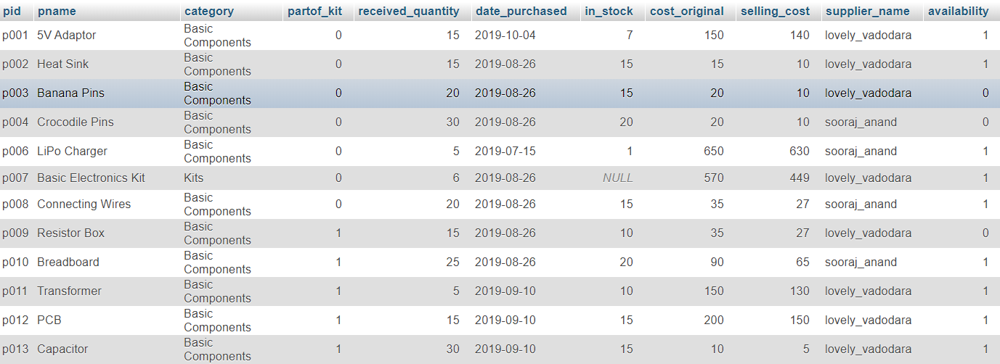 pid pname category partof_kit received_quantity date_purchased in_stock cost_original selling_cost supplier_name availability
p001 5V Adaptor Basic Components 0 15 2019-10-04 7 150 140 lovely_vadodara 1
p002 Heat Sink Basic Components 0 15 2019-08-26 15 15 10 lovely_vadodara 1
p003 Banana Pins Basic Components 0 20 2019-08-26 15 20 10 lovely_vadodara 0
p004 Crocodile Pins Basic Components 0 30 2019-08-26 20 20 10 sooraj_anand 0
p006 LiPo Charger Basic Components 0 5 2019-07-15 1 650 630 sooraj_anand 1
p007 Basic Electronics Kit Kits 0 6 2019-08-26 NULL 570 449 lovely_vadodara 1
p008 Connecting Wires Basic Components 0 20 2019-08-26 15 35 27 sooraj_anand 1
p009 Resistor Box Basic Components 1 15 2019-08-26 10 35 27 lovely_vadodara 0
p010 Breadboard Basic Components 1 25 2019-08-26 20 90 65 sooraj_anand 1
p011 Transformer Basic Components 1 5 2019-09-10 10 150 130 lovely_vadodara 1
p012 PCB Basic Components 1 15 2019-09-10 15 200 150 lovely_vadodara 1
p013 Capacitor Basic Components 1 30 2019-09-10 15 10 5 lovely_vadodara 1